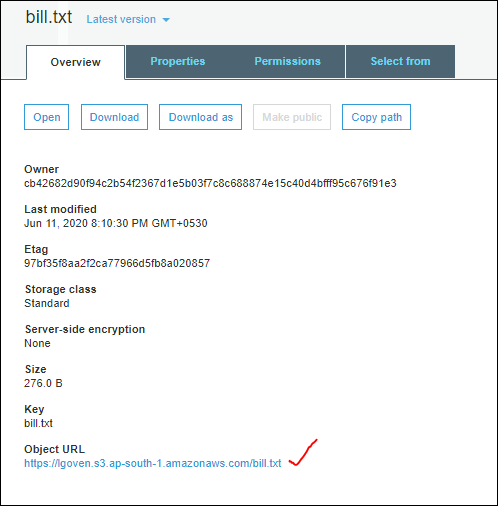 bill.txt Latest version
Overview Properties Permissions Select from
Open Download Download as Make public Copy path
Owner
cb42682d90f94c2b54f2367d1e5b03f7c8c688874e15c40d4bfff95c676f91e3
Last modified
Jun 11, 2020 8:10:30 PM GMT+0530
Etag
97bf35f8aa2f2ca77966d5fb8a020857
Storage class
Standard
Server-side encryption
None
Size
276.0 B
Key
bill.txt
Object URL
https://lgoven.s3.ap-south-1.amazonaws.com/bill.txt